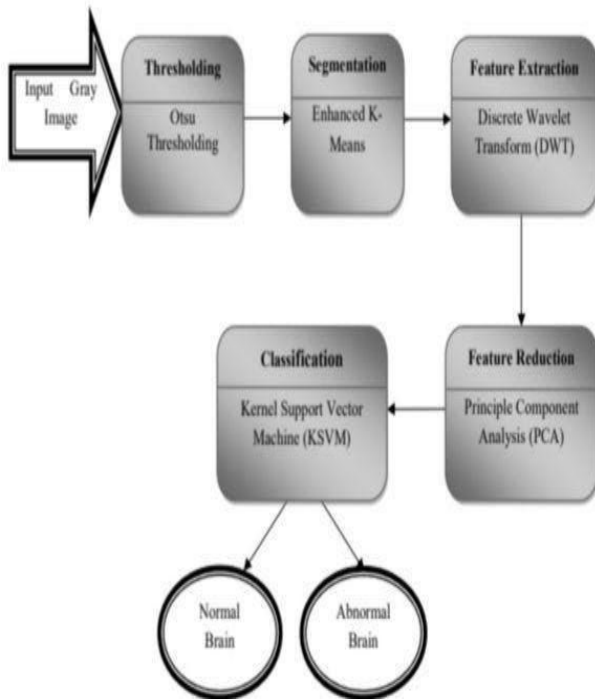 Input Gray
Image
Thresholding
Otsu
Thresholding
Segmentation
Enhanced K-
Means
Feature Extraction
Discrete Wavelet
Transform (DWT)
Feature Reduction
Principle Component
Analysis (PCA)
Classification
Kernel Support Vector
Machine (KSVM)
Normal
Brain
Abnormal
Brain